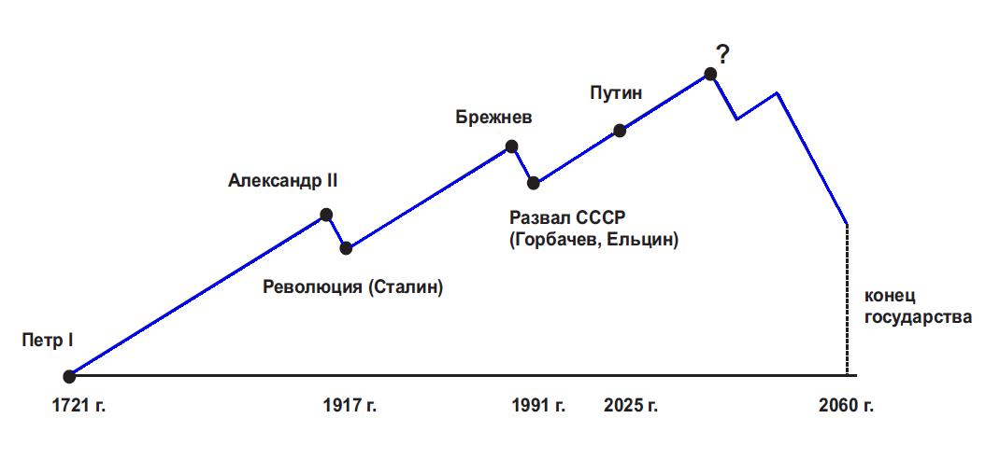 ?
Путин
Брежнев
Александр II
Развал СССР
(Горбачев, Ельцин)
Революция (Сталин)
конец
государства
Петр I
1721 г.
1917 г.
1991 г.
2025 г.
2060 г.